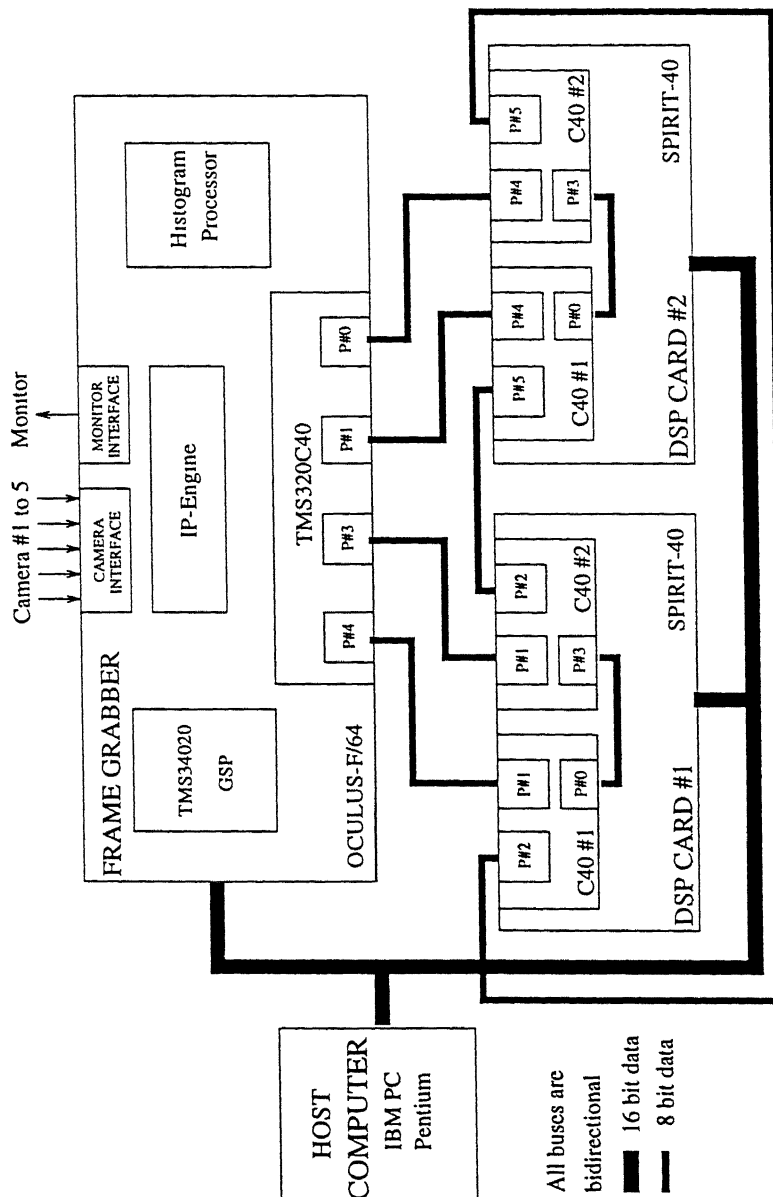 Camera #1 to 5
Monitor
FRAME GRABBER
CAMERA
INTERFACE
MONITOR
INTERFACE
TMS34020
GSP
IP-Engine
Histogram
Processor
OCULUS-F/64
TMS320C40
P#4
P#3
P#1
P#0
HOST
COMPUTER
IBM PC
Pentium
P#2
P#1
P#0
C40 #1
P#1
P#2
P#3
C40 #2
DSP CARD #1
SPIRIT-40
P#5
P#4
P#0
C40 #1
P#4
P#5
P#3
C40 #2
DSP CARD #2
SPIRIT-40
All buses are
bidirectional
16 bit data
8 bit data